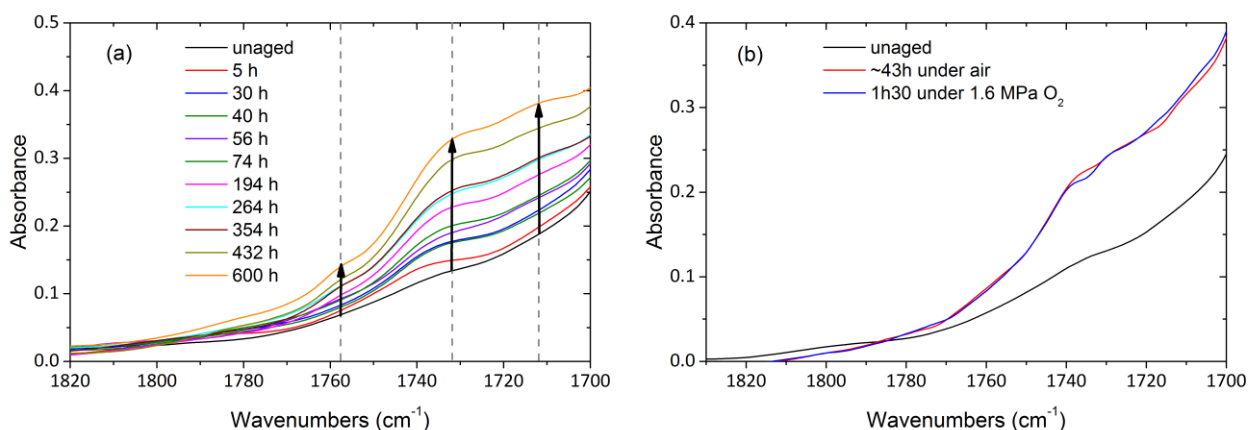 (a)
unaged
5 h
30 h
40 h
56 h
74 h
194 h
264 h
354 h
432 h
600 h
0.5
0.4
0.3
0.2
0.1
0.0
Absorbance
1820 1800 1780 1760 1740 1720 1700
Wavenumbers (cm⁻¹)
(b)
unaged
~43h under air
1h30 under 1.6 MPa O₂
0.4
0.3
0.2
0.1
0.0
Absorbance
1820 1800 1780 1760 1740 1720 1700
Wavenumbers (cm⁻¹)